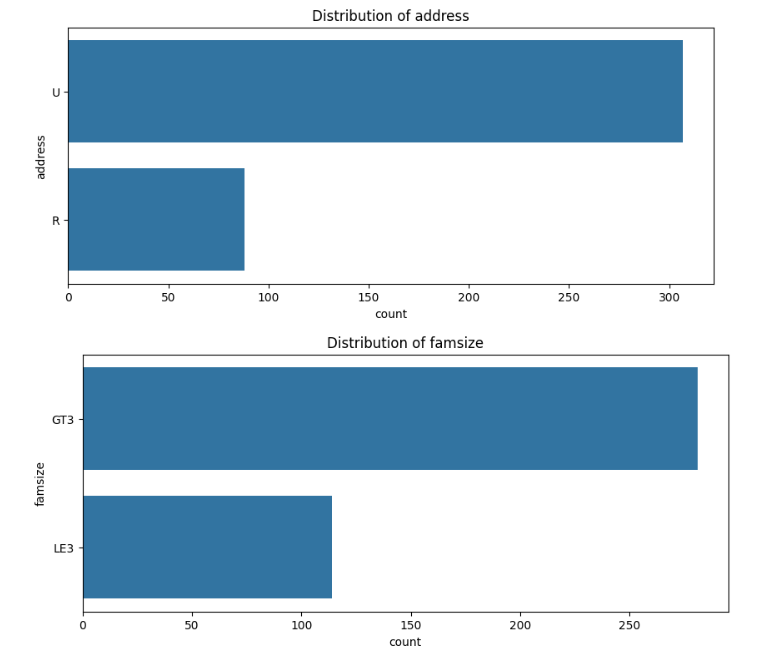 Distribution of address
U
address
R
0 50 100 150 200 250 300
count
Distribution of famsize
GT3
famsize
LE3
0 50 100 150 200 250
count